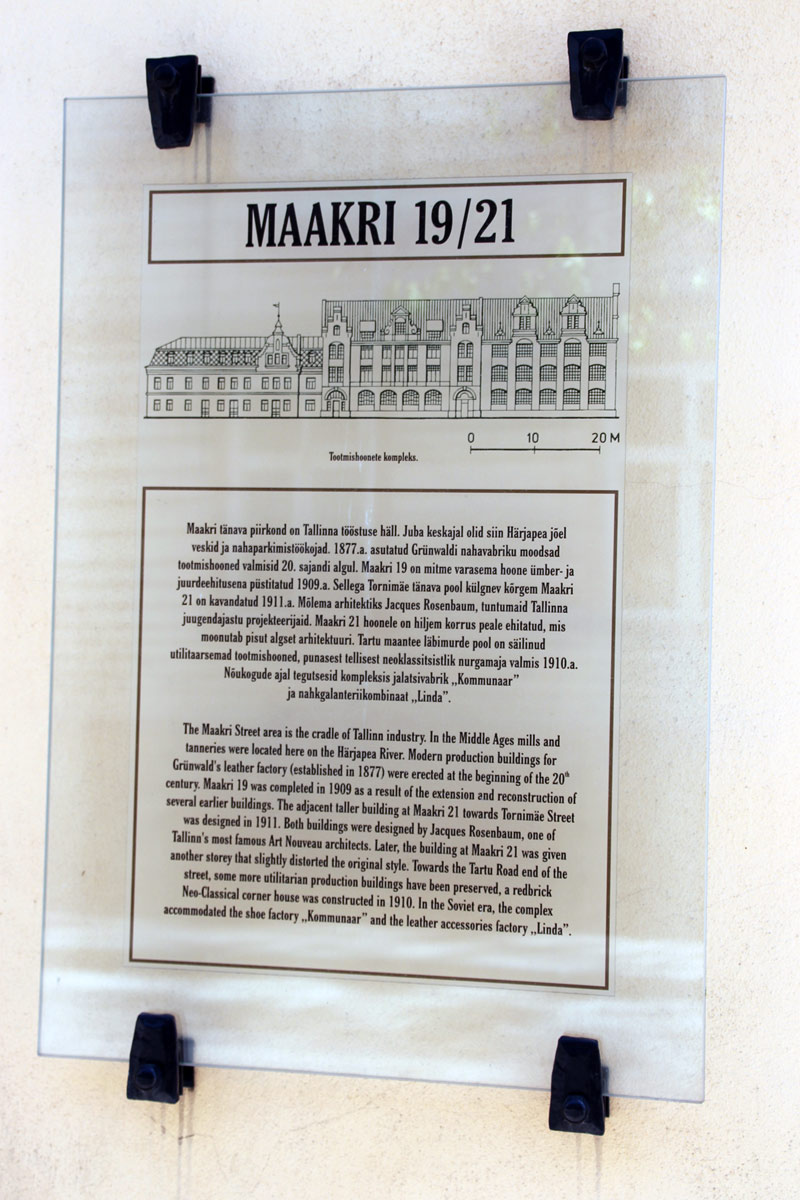 MAAKRI 19/21
0 10 20 M
Tootmishoonete kompleks.
Maakri tänava piirkond on Tallinna tööstuse häll. Juba keskajal olid siin Härjapea jõel
veskid ja nahaparkimistöökojad. 1877.a. asutatud Grünwaldi nahavabriku moodsad
tootmishooned valmisid 20. sajandi algul. Maakri 19 on mitme varasema hoone ümber- ja
juurdeehitusena püstitatud 1909.a. Sellega Tornimäe tänava pool külgnev kõrgem Maakri
21 on kavandatud 1911.a. Mõlema arhitektiks Jacques Rosenbaum, tuntumaid Tallinna
juugendajastu projekteerijaid. Maakri 21 hoonele on hiljem korrus peale ehitatud, mis
moonutab pisut algset arhitektuuri. Tartu maantee läbimurde pool on säilinud
utilitaarsemad tootmishooned, punasest tellisest neoklassitsistlik nurgamaja valmis 1910.a.
Nõukogude ajal tegutsesid kompleksis jalatsivabrik „Kommunaar”
ja nahkgalanteriikombinaat „Linda”.
The Maakri Street area is the cradle of Tallinn industry. In the Middle Ages mills and
tanneries were located here on the Härjapea River. Modern production buildings for
Grünwald's leather factory (established in 1877) were erected at the beginning of the 20th
century. Maakri 19 was completed in 1909 as a result of the extension and reconstruction of
several earlier buildings. The adjacent taller building at Maakri 21 towards Tornimäe Street
was designed in 1911. Both buildings were designed by Jacques Rosenbaum, one of
Tallinn's most famous Art Nouveau architects. Later, the building at Maakri 21 was given
another storey that slightly distorted the original style. Towards the Tartu Road end of the
street, some more utilitarian production buildings have been preserved, a redbrick
Neo-Classical corner house was constructed in 1910. In the Soviet era, the complex
accommodated the shoe factory „Kommunaar” and the leather accessories factory „Linda”.